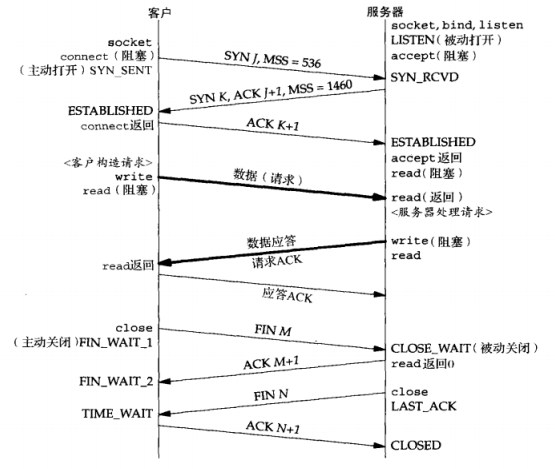 客户
服务器
socket, bind, listen
socket
LISTEN(被动打开)
connect(阻塞)
accept(阻塞)
(主动打开) SYN_SENT
SYN J, MSS = 536
SYN_RCVD
SYN K, ACK J+1, MSS = 1460
ESTABLISHED
connect返回
ACK K+1
ESTABLISHED
accept返回
read(阻塞)
<客户构造请求>
write
read(阻塞)
数据(请求)
read(返回)
<服务器处理请求>
数据应答
write(阻塞)
请求ACK
read
read返回
应答ACK
close
(主动关闭)FIN_WAIT_1
FIN M
CLOSE_WAIT(被动关闭)
ACK M+1
read返回0
FIN_WAIT_2
FIN N
close
LAST_ACK
TIME_WAIT
ACK N+1
CLOSED